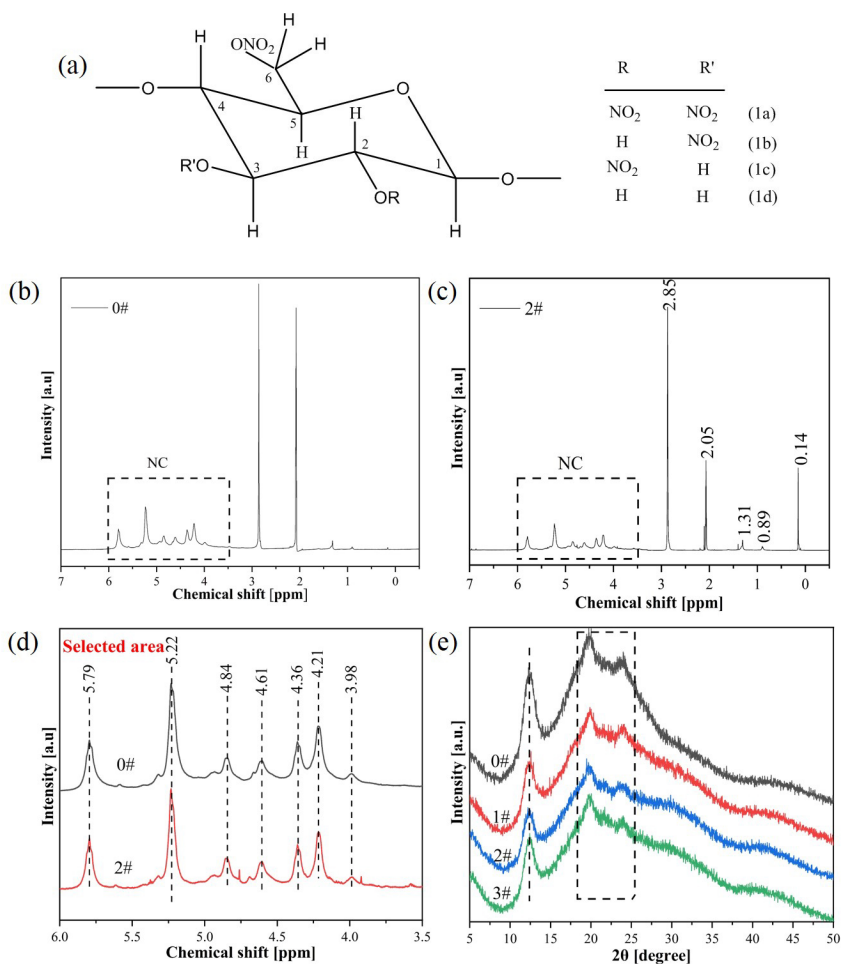 (a)
H
ONO₂
H
H
6
O
O
4
5
H
H
2
R'O
3
1
O
OR
H
H
R R'
NO₂ NO₂ (1a)
H NO₂ (1b)
NO₂ H (1c)
H H (1d)
(b)
0#
NC
Intensity [a.u]
7 6 5 4 3 2 1 0
Chemical shift [ppm]
(c)
2#
NC
2.85
2.05
1.31
0.89
0.14
Intensity [a.u]
7 6 5 4 3 2 1 0
Chemical shift [ppm]
(d)
Selected area
5.79
5.22
4.84
4.61
4.36
4.21
3.98
0#
2#
Intensity [a.u]
6.0 5.5 5.0 4.5 4.0 3.5
Chemical shift [ppm]
(e)
0#
1#
2#
3#
Intensity [a.u.]
5 10 15 20 25 30 35 40 45 50
2θ [degree]